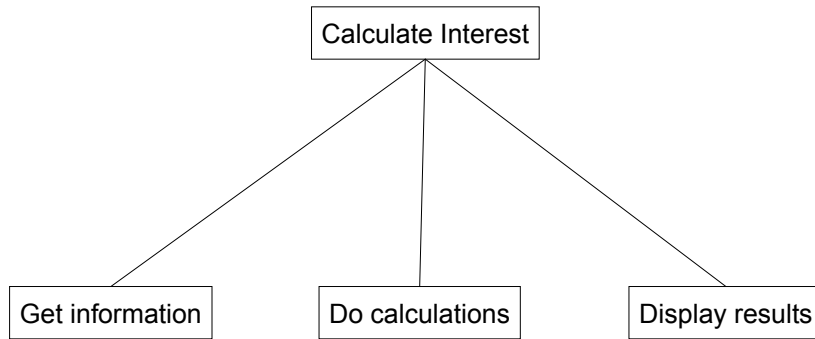 Calculate Interest
Get information
Do calculations
Display results